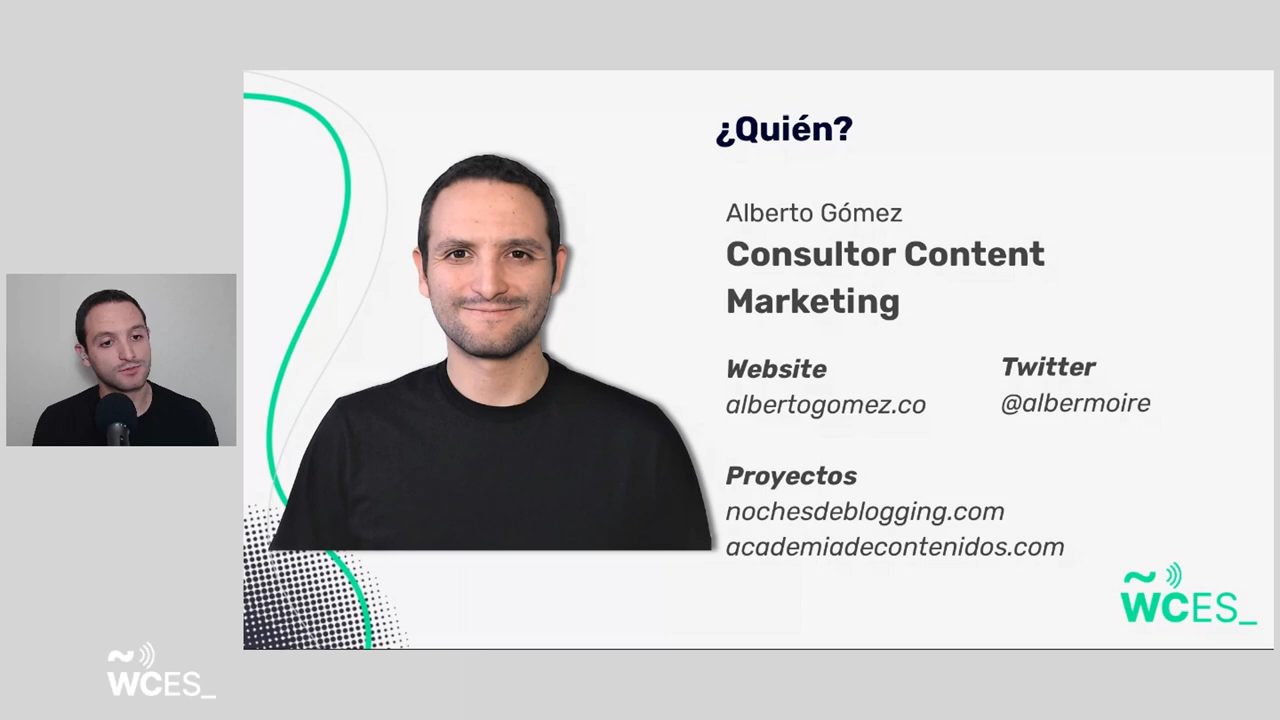 ¿Quién?
Alberto Gómez
Consultor Content
Marketing
Website
albertogomez.co
Twitter
@albermoire
Proyectos
nochesdeblogging.com
academiadecontenidos.com
~ WCES_
~ WCES_